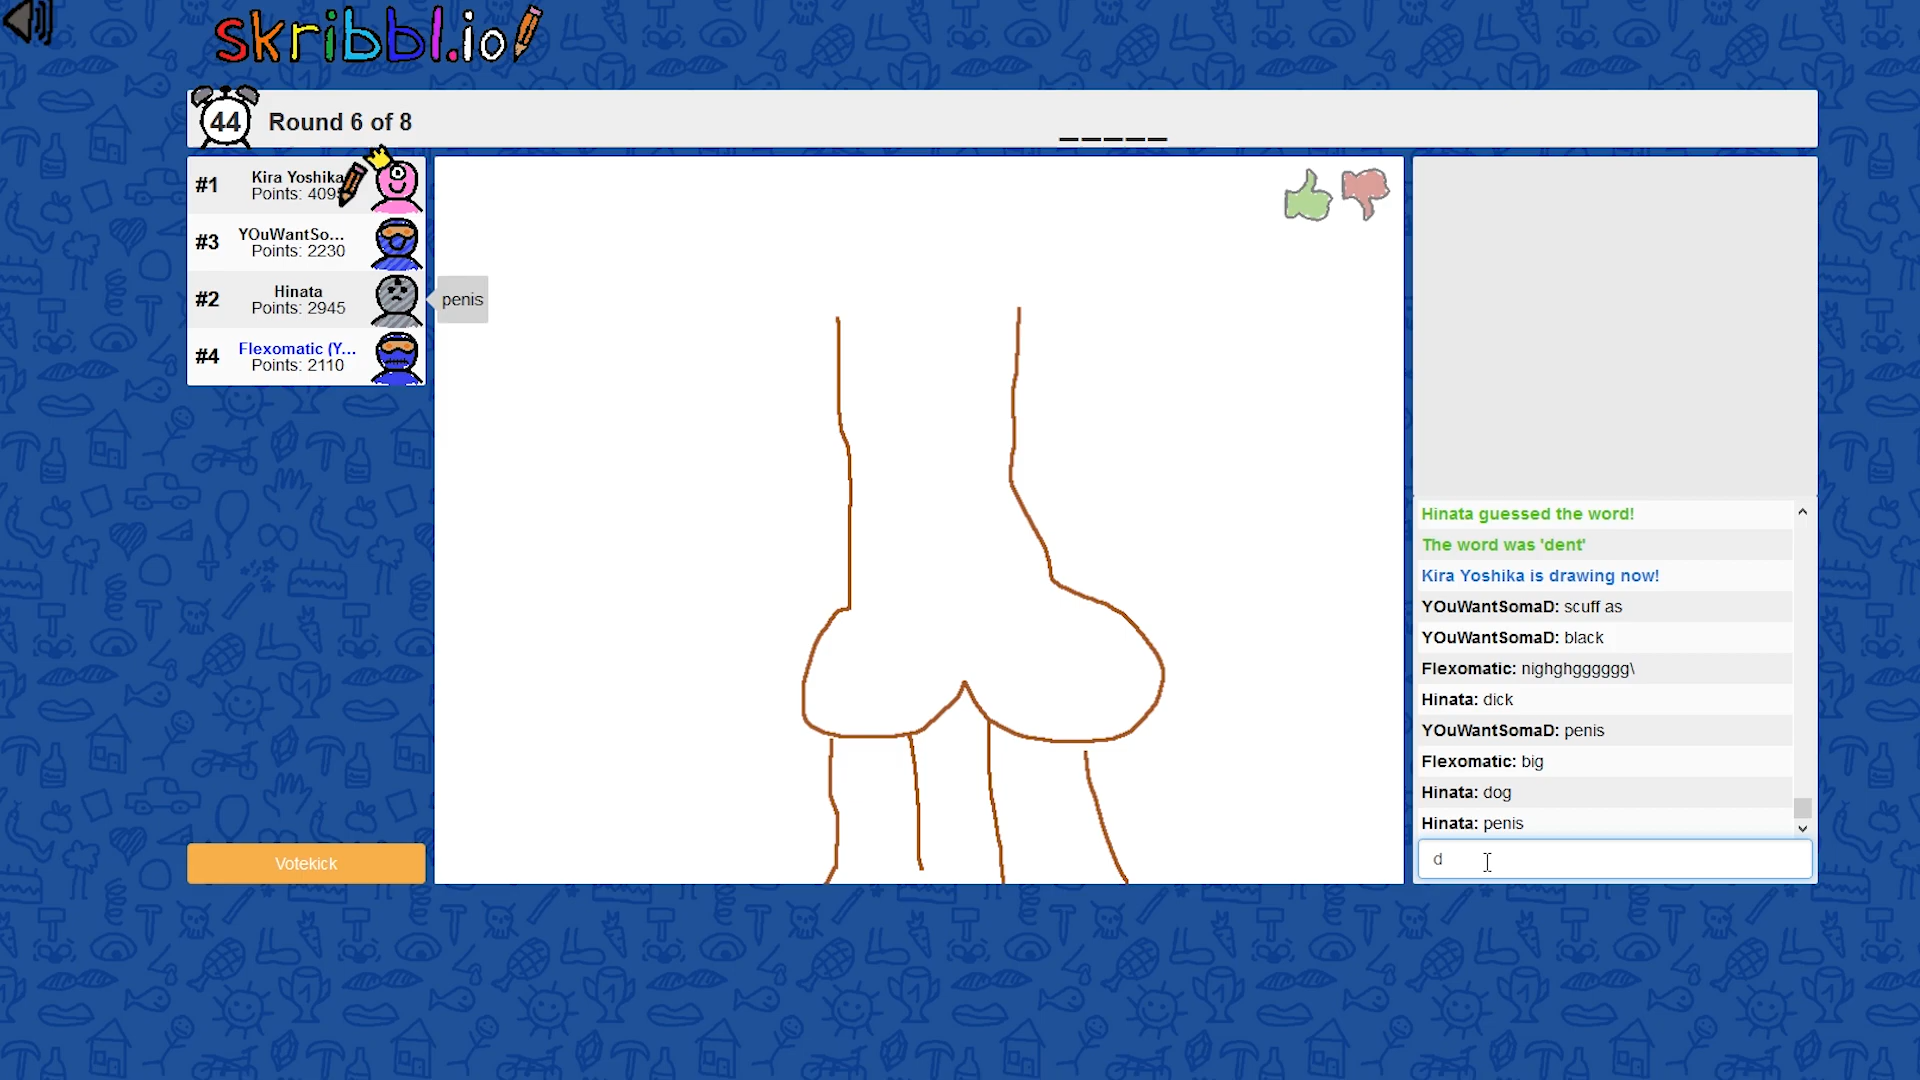 skribbl.io
44
Round 6 of 8
_ _ _ _ _
#1
Kira Yoshika
Points: 4095
#3
YOuWantSo...
Points: 2230
#2
Hinata
Points: 2945
penis
#4
Flexomatic (Y...
Points: 2110
Votekick
Hinata guessed the word!
The word was 'dent'
Kira Yoshika is drawing now!
YOuWantSomaD: scuff as
YOuWantSomaD: black
Flexomatic: nighghgggggg\
Hinata: dick
YOuWantSomaD: penis
Flexomatic: big
Hinata: dog
Hinata: penis
d